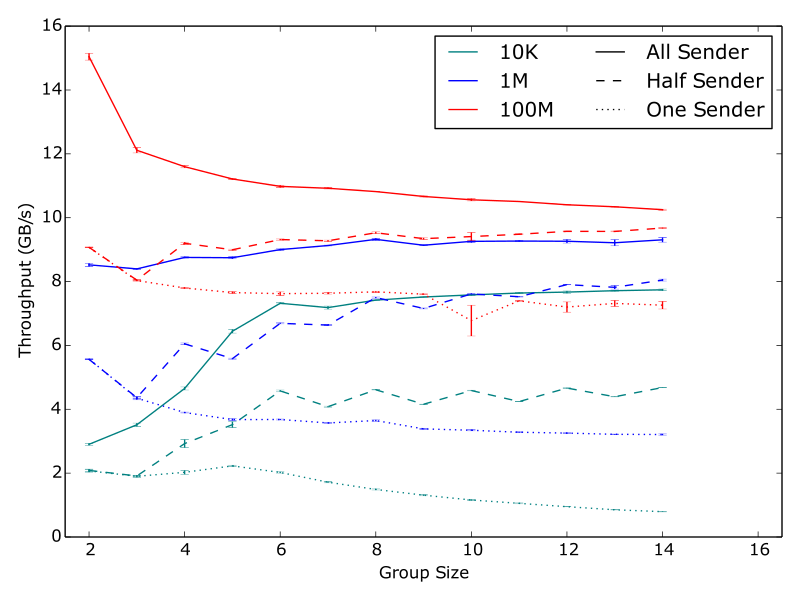 16
14
12
10
8
6
4
2
0
Throughput (GB/s)
10K
All Sender
1M
Half Sender
100M
One Sender
2 4 6 8 10 12 14 16
Group Size